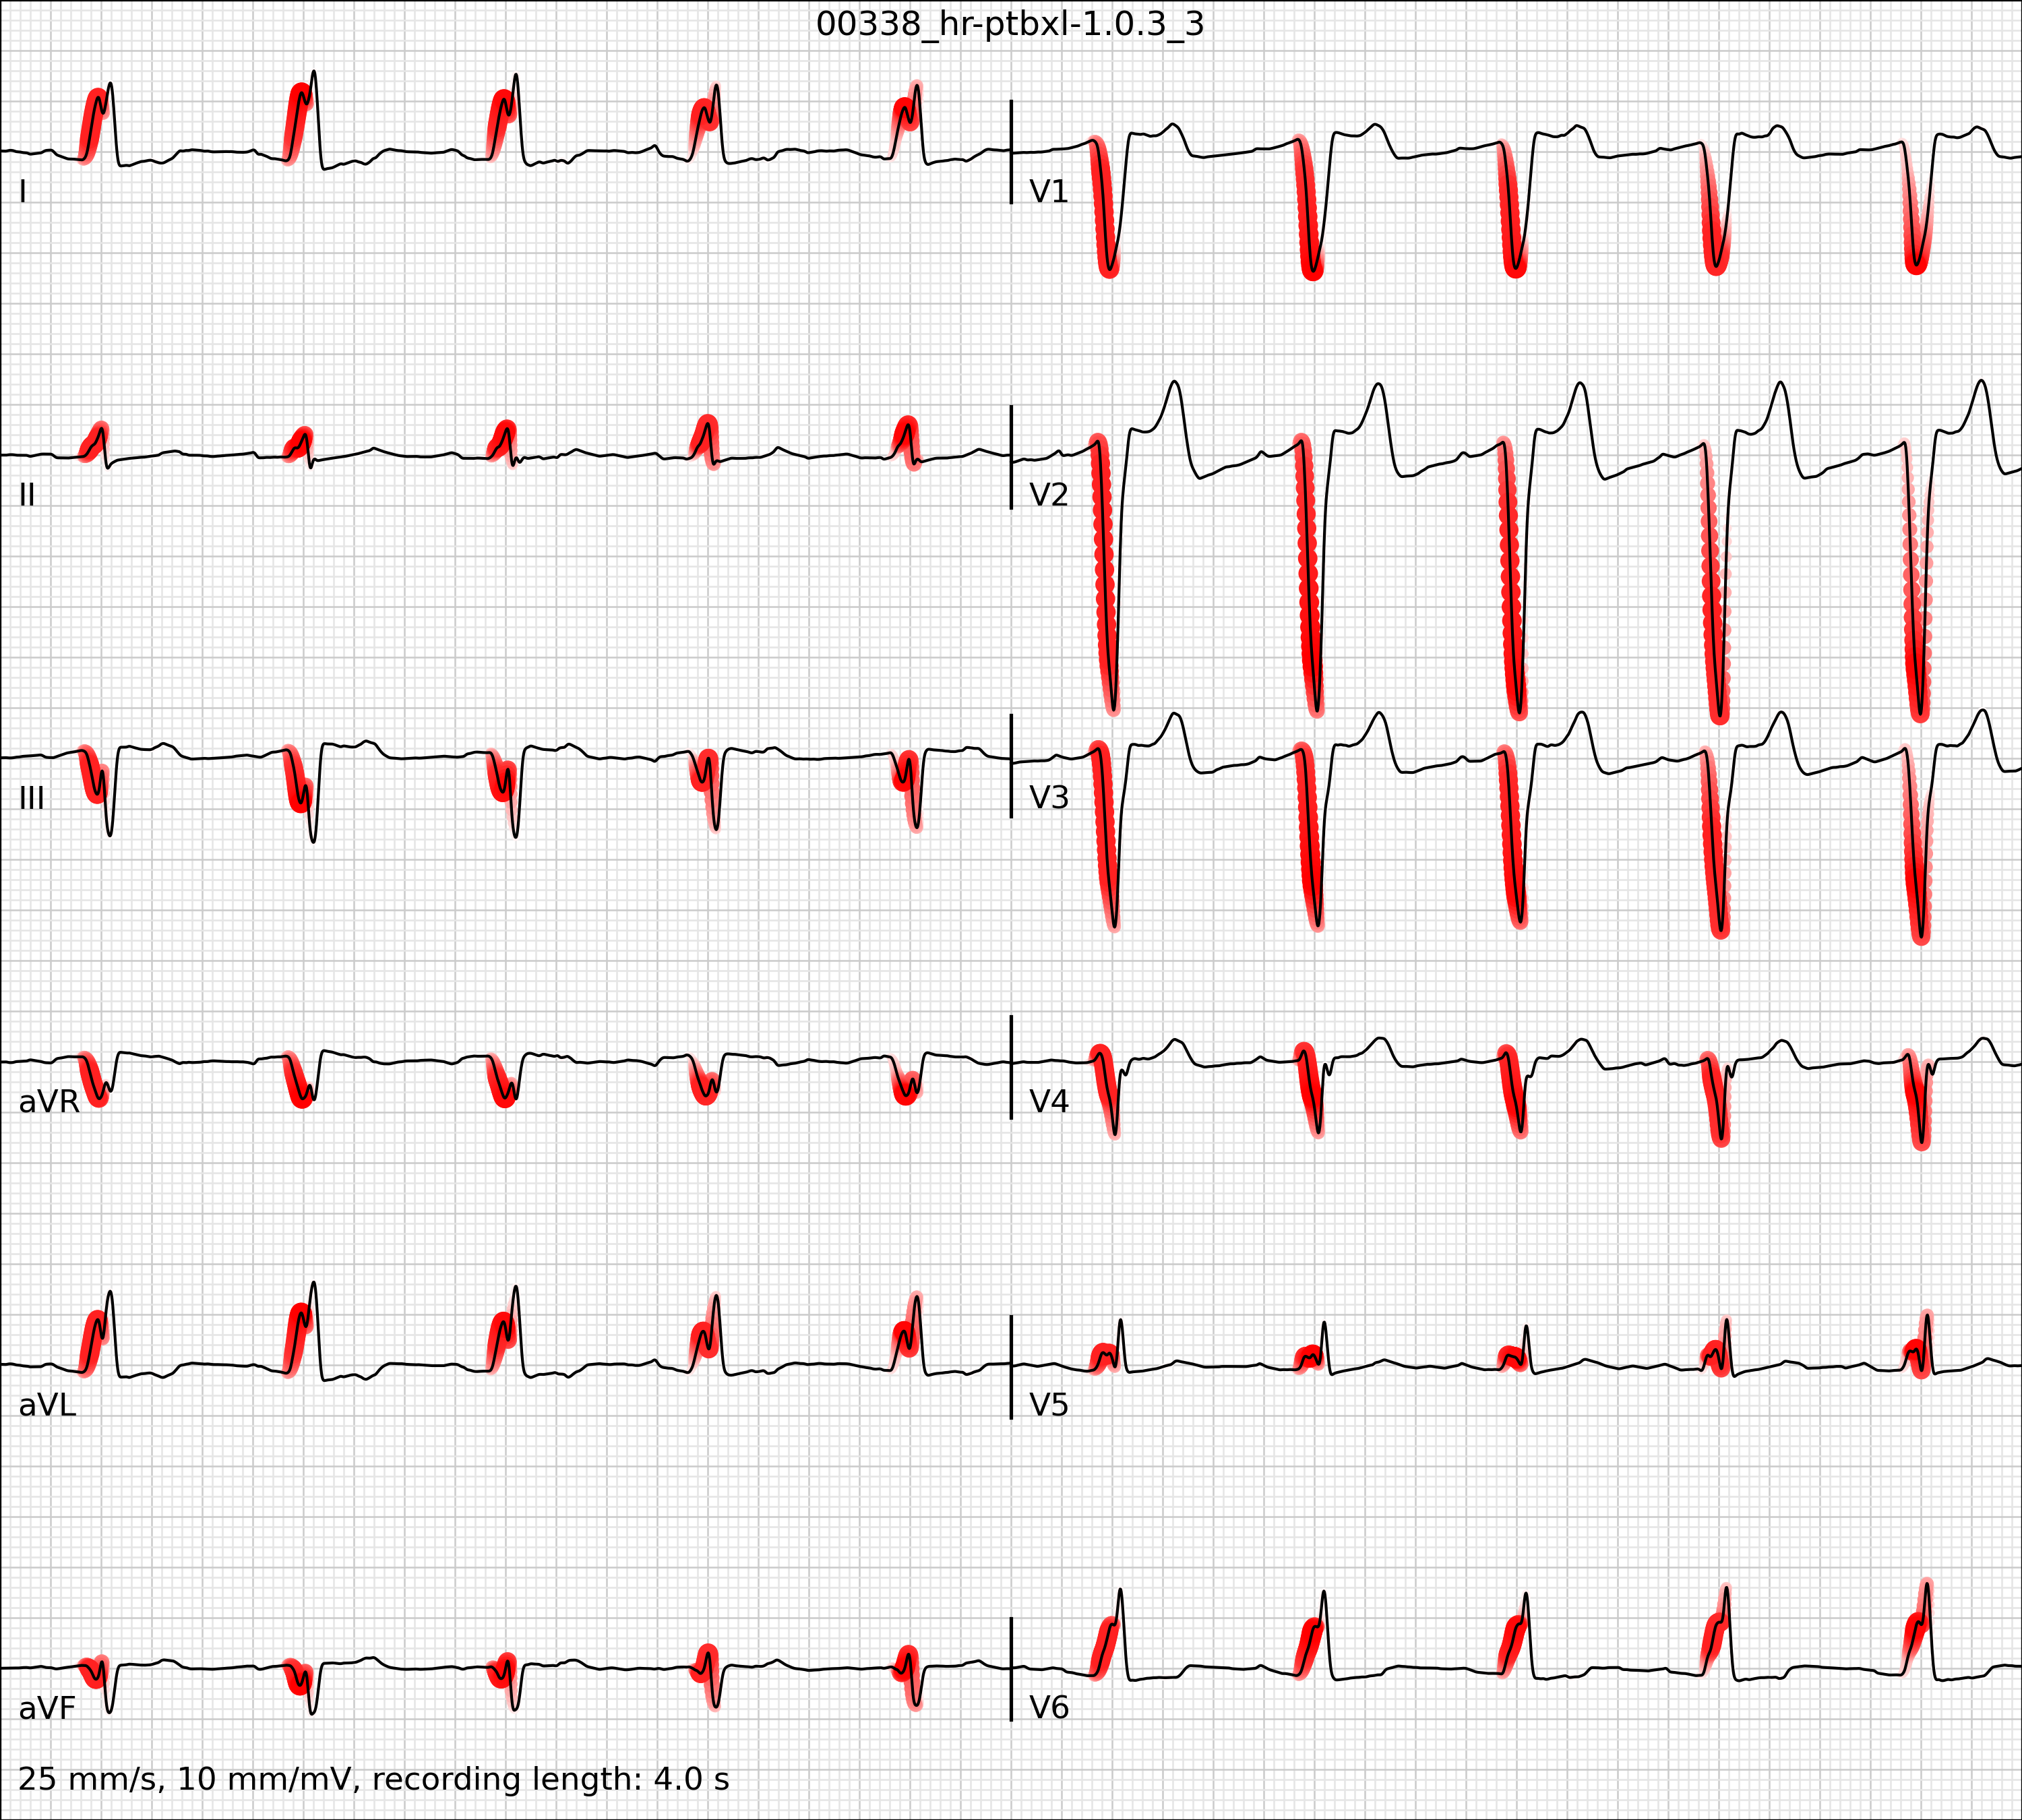 00338_hr-ptbxl-1.0.3_3
I
V1
II
V2
III
V3
aVR
V4
aVL
V5
aVF
V6
25 mm/s, 10 mm/mV, recording length: 4.0 s